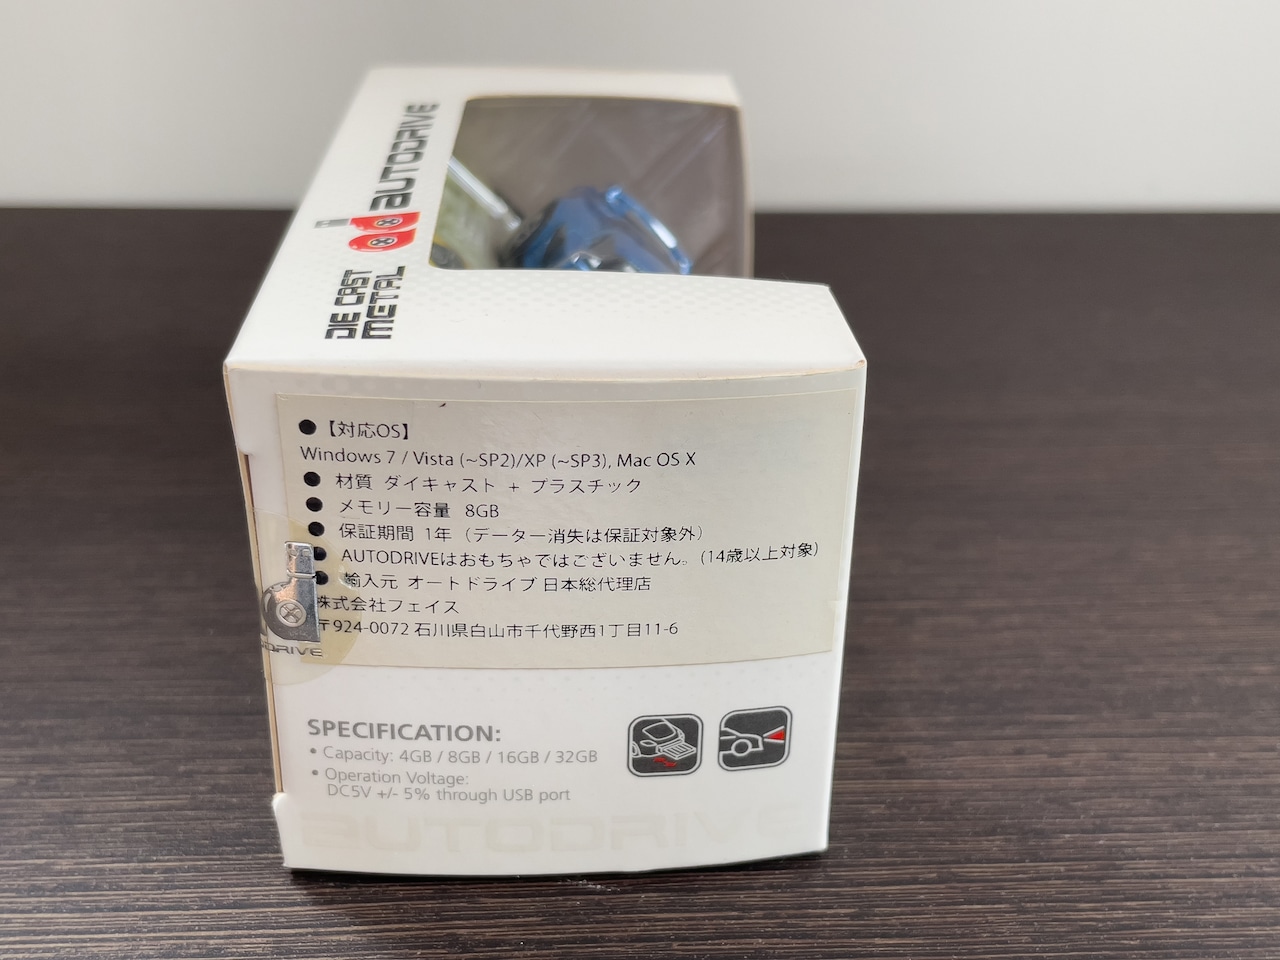 AUTODRIVE
DIE CAST
METAL
●【対応OS】
Windows 7 / Vista (~SP2)/XP (~SP3), Mac OS X
● 材質 ダイキャスト + プラスチック
● メモリー容量 8GB
● 保証期間 1年（データー消失は保証対象外）
● AUTODRIVEはおもちゃではございません。(14歳以上対象)
● 輸入元 オートドライブ 日本総代理店
株式会社フェイス
〒924-0072 石川県白山市千代野西1丁目11-6
DRIVE
SPECIFICATION:
• Capacity: 4GB / 8GB / 16GB / 32GB
• Operation Voltage:
DC5V +/- 5% through USB port
AUTODRIVE